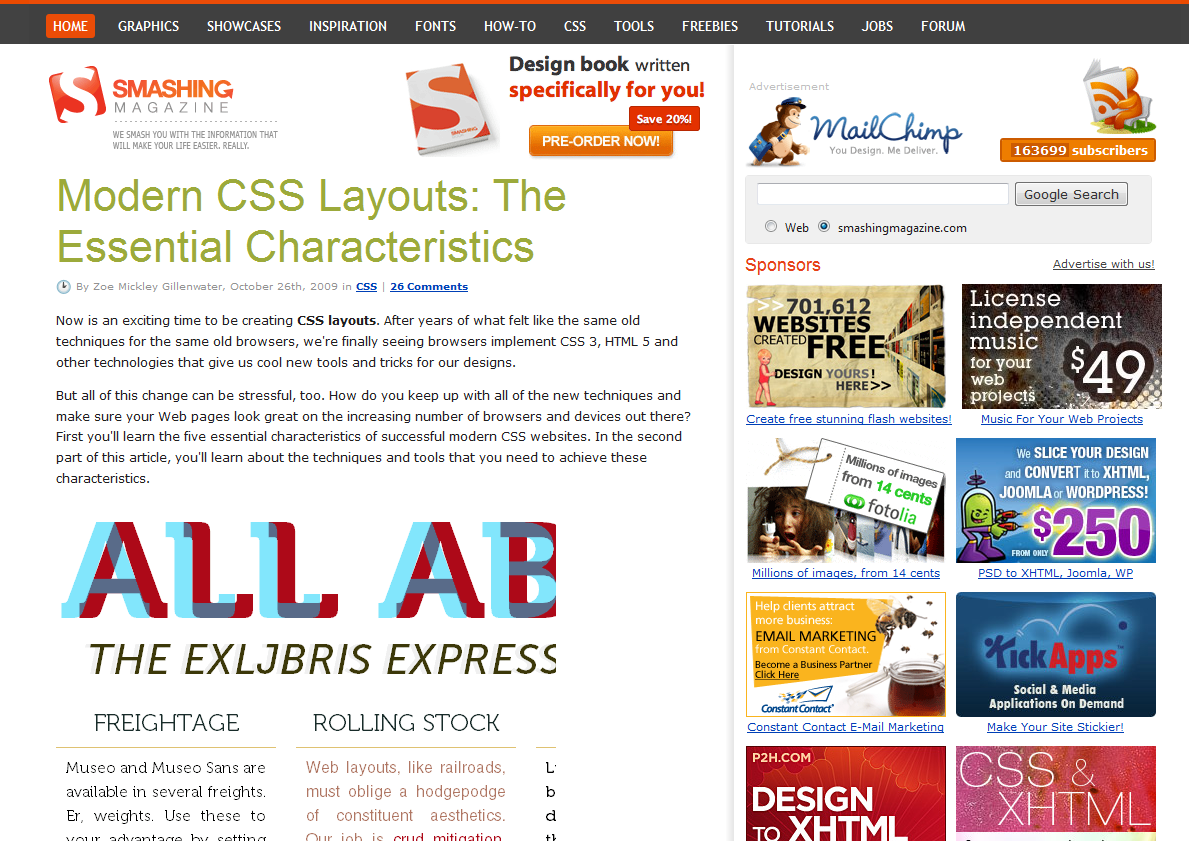 HOME GRAPHICS SHOWCASES INSPIRATION FONTS HOW-TO CSS TOOLS FREEBIES TUTORIALS JOBS FORUM
SMASHING
MAGAZINE
WE SMASH YOU WITH THE INFORMATION THAT
WILL MAKE YOUR LIFE EASIER. REALLY.
S
SMASHING
Design book written
specifically for you!
Save 20%!
PRE-ORDER NOW!
Modern CSS Layouts: The
Essential Characteristics
By Zoe Mickley Gillenwater, October 26th, 2009 in CSS | 26 Comments
Now is an exciting time to be creating CSS layouts. After years of what felt like the same old
techniques for the same old browsers, we're finally seeing browsers implement CSS 3, HTML 5 and
other technologies that give us cool new tools and tricks for our designs.
But all of this change can be stressful, too. How do you keep up with all of the new techniques and
make sure your Web pages look great on the increasing number of browsers and devices out there?
First you'll learn the five essential characteristics of successful modern CSS websites. In the second
part of this article, you'll learn about the techniques and tools that you need to achieve these
characteristics.
ALL AB
THE EXLJBRIS EXPRESS
FREIGHTAGE
Museo and Museo Sans are
available in several freights.
Er, weights. Use these to
your advantage by setting
ROLLING STOCK
Web layouts, like railroads,
must oblige a hodgepodge
of constituent aesthetics.
Our job is crud mitigation.
Advertisement
MailChimp
You Design. Me Deliver.
163699 subscribers
Google Search
Web smashingmagazine.com
Sponsors
Advertise with us!
>>>701,612
WEBSITES
CREATED FREE
DESIGN YOURS!
HERE>>
Create free stunning flash websites!
License
independent
music
for your
web
projects
$49
Music For Your Web Projects
Millions of images
from 14 cents
fotolia
Millions of images, from 14 cents
We SLICE YOUR DESIGN
and CONVERT it to XHTML,
JOOMLA or WORDPRESS!
FROM ONLY $250
PSD to XHTML, Joomla, WP
Help clients attract
more business:
EMAIL MARKETING
from Constant Contact.
Become a Business Partner
Click Here
Constant Contact
Constant Contact E-Mail Marketing
KickApps
Social & Media
Applications On Demand
Make Your Site Stickier!
P2H.COM
DESIGN
TO XHTML
CSS &
XHTML